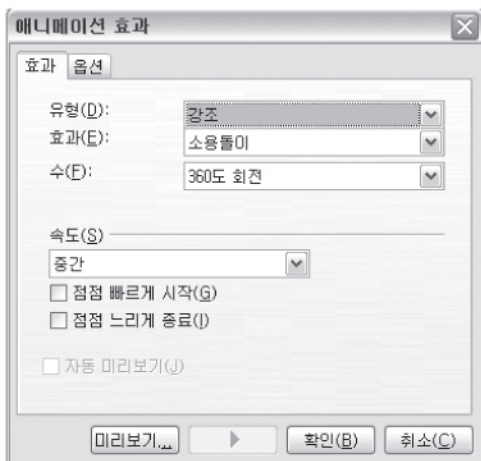 애니메이션 효과
효과 옵션
유형(D): 강조
효과(E): 소용돌이
수(F): 360도 회전
속도(S)
중간
점점 빠르게 시작(G)
점점 느리게 종료(I)
자동 미리보기(J)
미리보기... 확인(B) 취소(C)